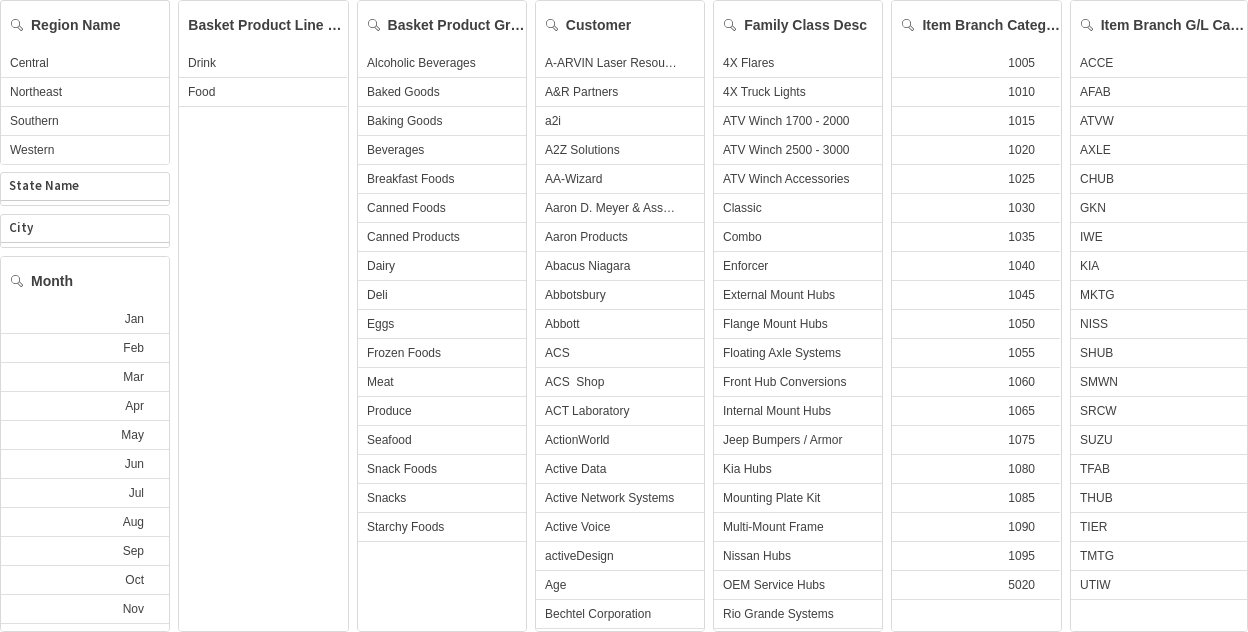 Region Name
Central
Northeast
Southern
Western
State Name
City
Month
Jan
Feb
Mar
Apr
May
Jun
Jul
Aug
Sep
Oct
Nov
Basket Product Line ...
Drink
Food
Basket Product Gr...
Alcoholic Beverages
Baked Goods
Baking Goods
Beverages
Breakfast Foods
Canned Foods
Canned Products
Dairy
Deli
Eggs
Frozen Foods
Meat
Produce
Seafood
Snack Foods
Snacks
Starchy Foods
Customer
A-ARVIN Laser Resou...
A&R Partners
a2i
A2Z Solutions
AA-Wizard
Aaron D. Meyer & Ass...
Aaron Products
Abacus Niagara
Abbotsbury
Abbott
ACS
ACS  Shop
ACT Laboratory
ActionWorld
Active Data
Active Network Systems
Active Voice
activeDesign
Age
Bechtel Corporation
Family Class Desc
4X Flares
4X Truck Lights
ATV Winch 1700 - 2000
ATV Winch 2500 - 3000
ATV Winch Accessories
Classic
Combo
Enforcer
External Mount Hubs
Flange Mount Hubs
Floating Axle Systems
Front Hub Conversions
Internal Mount Hubs
Jeep Bumpers / Armor
Kia Hubs
Mounting Plate Kit
Multi-Mount Frame
Nissan Hubs
OEM Service Hubs
Rio Grande Systems
Item Branch Categ...
1005
1010
1015
1020
1025
1030
1035
1040
1045
1050
1055
1060
1065
1075
1080
1085
1090
1095
5020
Item Branch G/L Ca...
ACCE
AFAB
ATVW
AXLE
CHUB
GKN
IWE
KIA
MKTG
NISS
SHUB
SMWN
SRCW
SUZU
TFAB
THUB
TIER
TMTG
UTIW